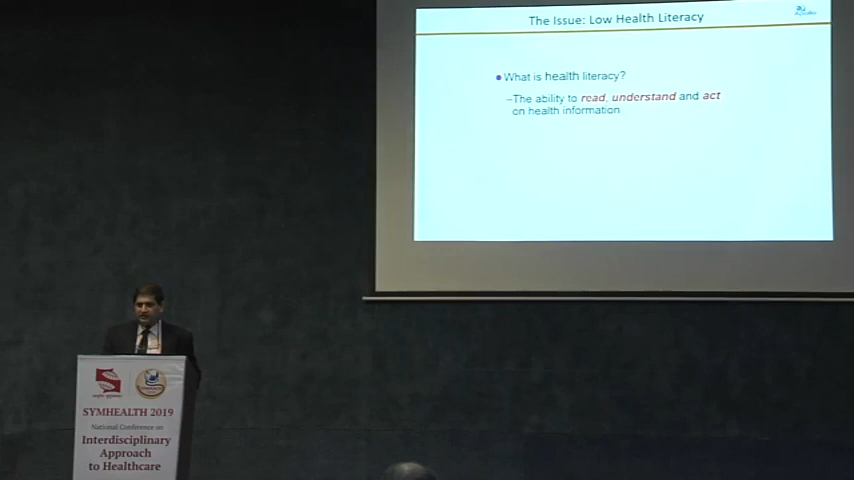 The Issue: Low Health Literacy
What is health literacy?
–The ability to read, understand and act
on health information
SYMHEALTH 2019
National Conference on
Interdisciplinary
Approach
to Healthcare